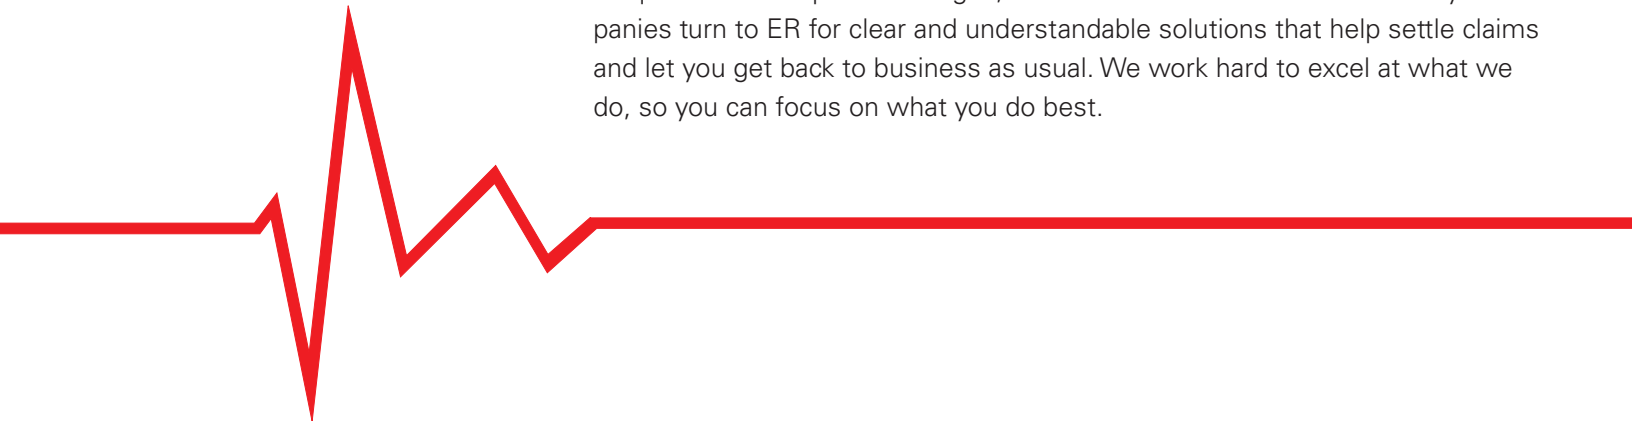 panies turn to ER for clear and understandable solutions that help settle claims
and let you get back to business as usual. We work hard to excel at what we
do, so you can focus on what you do best.